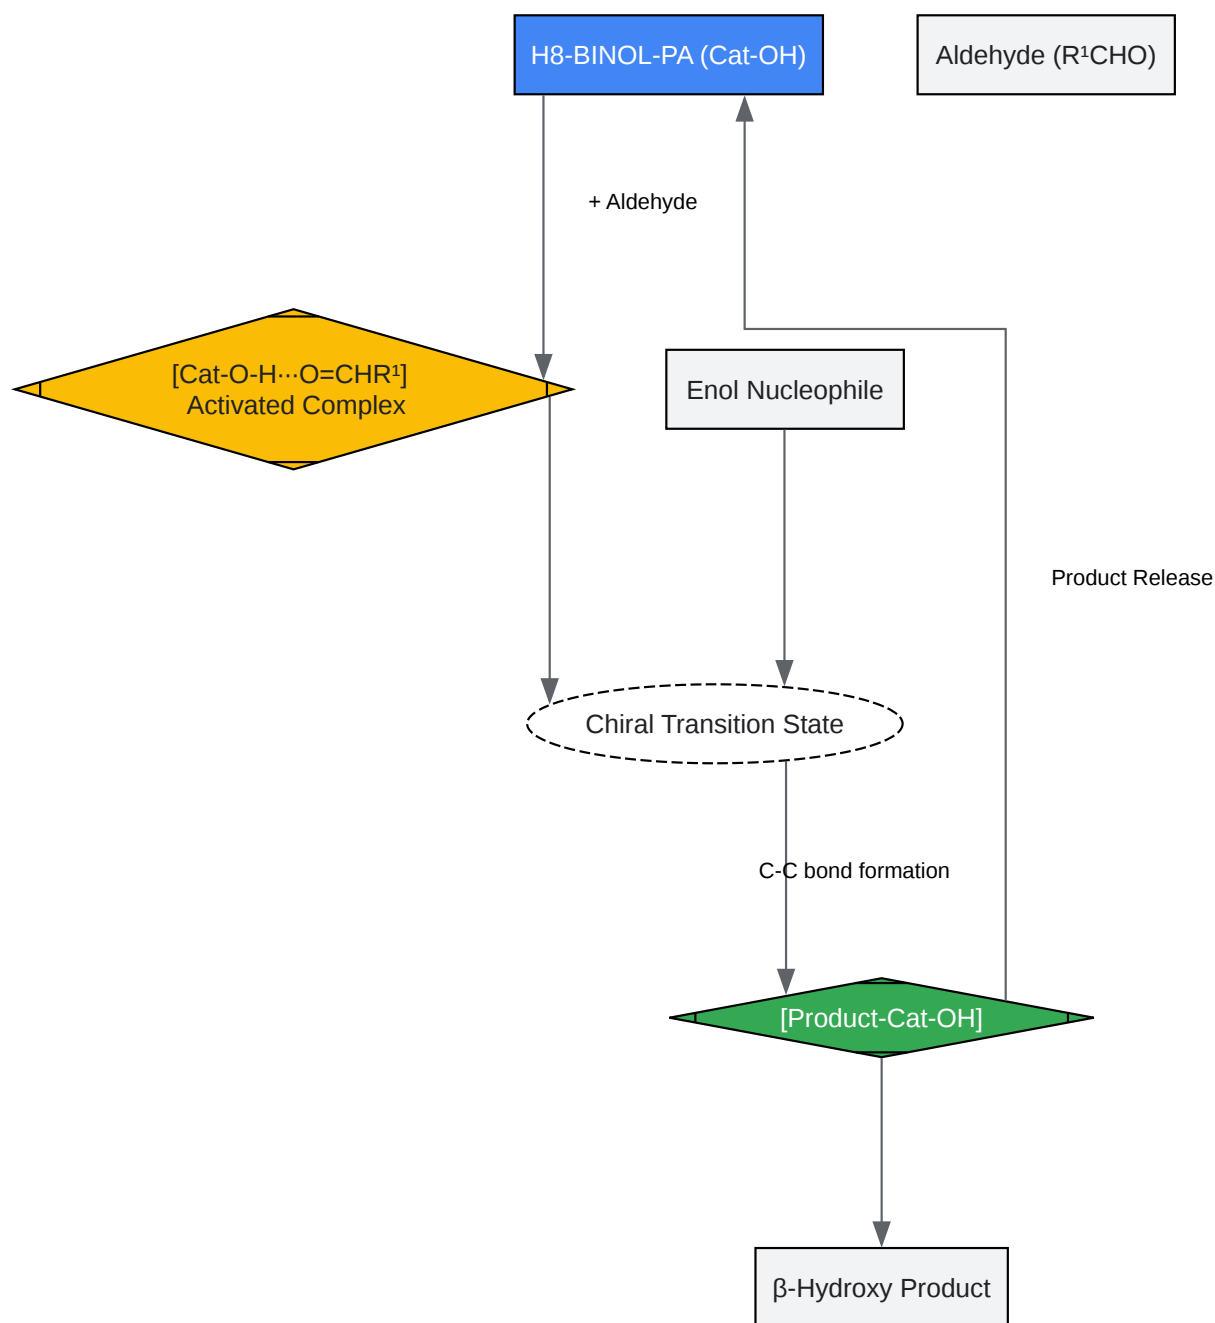 H8-BINOL-PA (Cat-OH)
Aldehyde (R¹CHO)
+ Aldehyde
[Cat-O-H···O=CHR¹]
Activated Complex
Enol Nucleophile
Product Release
Chiral Transition State
C-C bond formation
[Product-Cat-OH]
β-Hydroxy Product